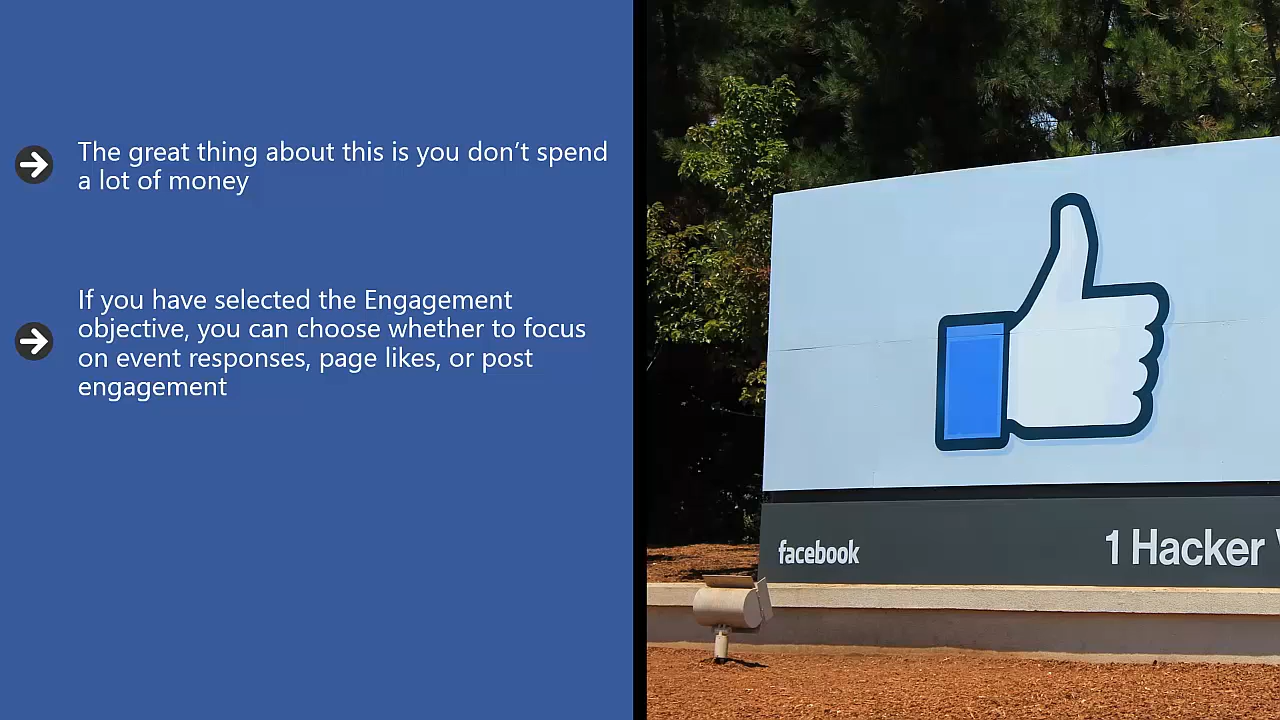 The great thing about this is you don’t spend
a lot of money
If you have selected the Engagement
objective, you can choose whether to focus
on event responses, page likes, or post
engagement
facebook
1 Hacker